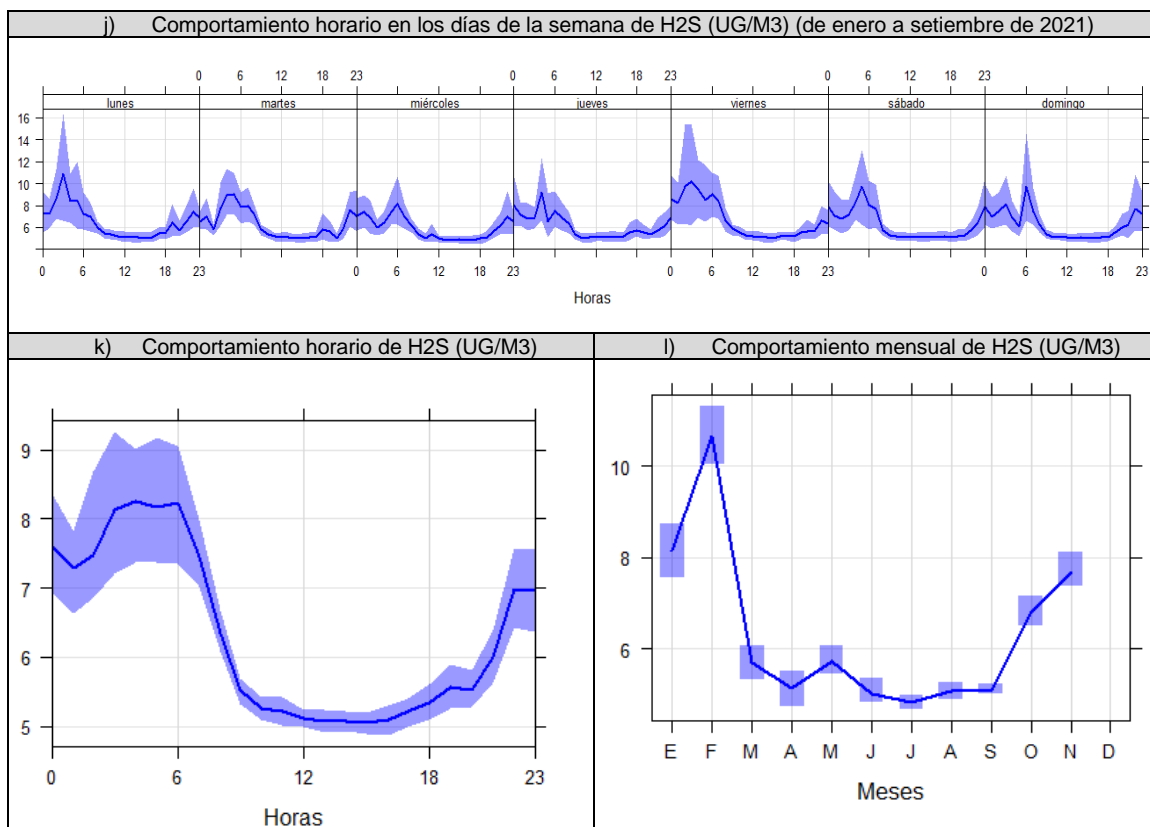 j) Comportamiento horario en los días de la semana de H2S (UG/M3) (de enero a setiembre de 2021)
0 6 12 18 23 0 6 12 18 23 0 6 12 18 23
lunes martes miércoles jueves viernes sábado domingo
16
14
12
10
8
6
0 6 12 18 23 0 6 12 18 23 0 6 12 18 23 0 6 12 18 23
Horas
k) Comportamiento horario de H2S (UG/M3)
9
8
7
6
5
0 6 12 18 23
Horas
l) Comportamiento mensual de H2S (UG/M3)
10
8
6
E F M A M J J A S O N D
Meses